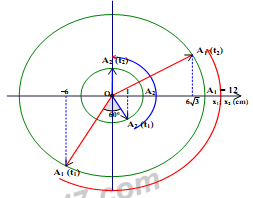 A₂ (t₂)
A₁ (t₂)
−6
O
1
A₂
A₁ = 12
6√3
x₁; x₂ (cm)
60°
A₂ (t₁)
A₁ (t₁)